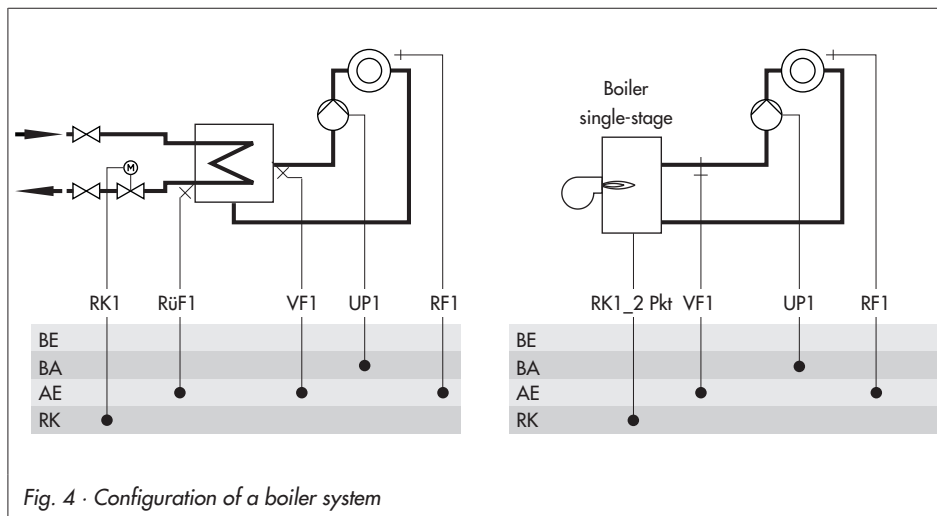 Boiler
single-stage
M
RK1 RüF1 VF1 UP1 RF1
BE
BA
AE
RK
RK1_2 Pkt VF1 UP1 RF1
BE
BA
AE
RK
Fig. 4 · Configuration of a boiler system